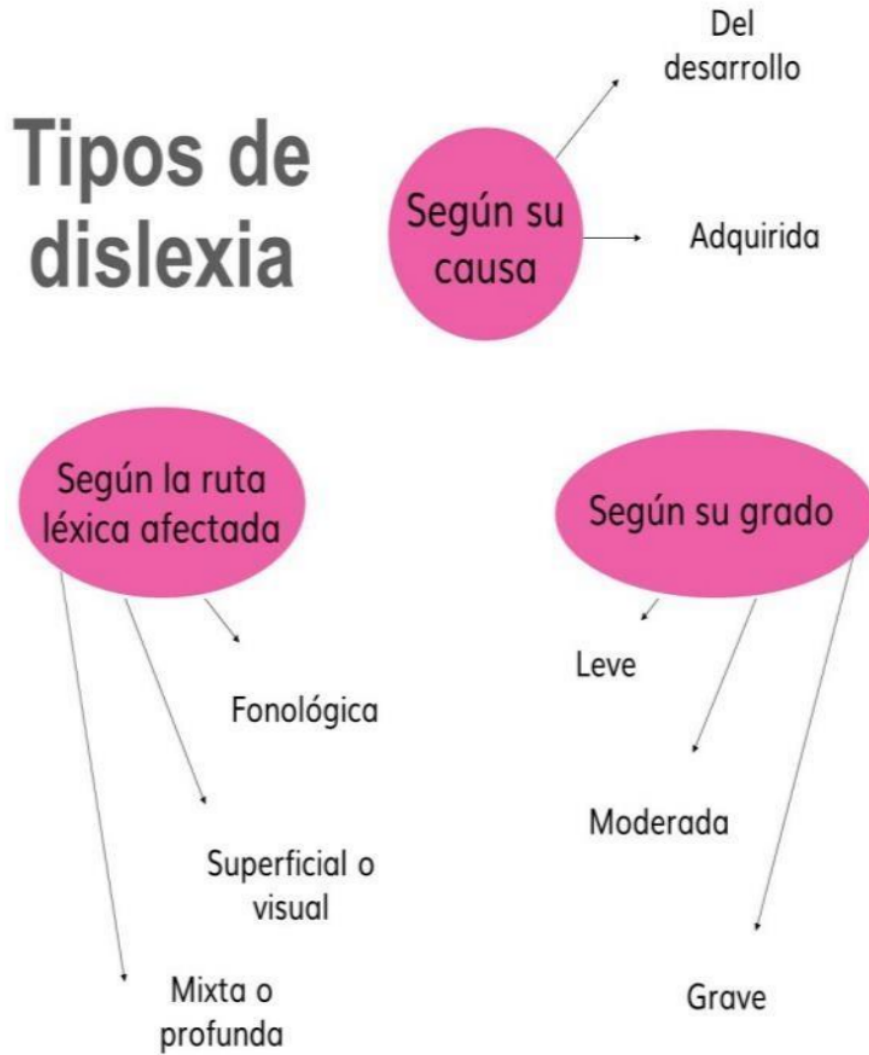 Tipos de
dislexia
Según su
causa
Del
desarrollo
Adquirida
Según la ruta
léxica afectada
Fonológica
Superficial o
visual
Mixta o
profunda
Según su grado
Leve
Moderada
Grave